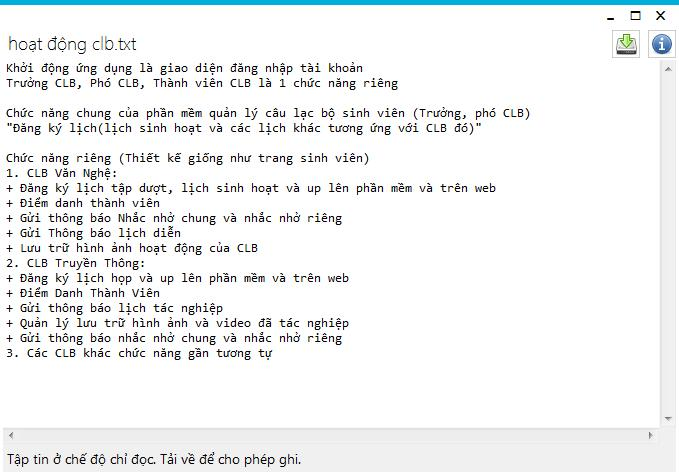 hoạt động clb.txt
Khởi động ứng dụng là giao diện đăng nhập tài khoản
Trưởng CLB, Phó CLB, Thành viên CLB là 1 chức năng riêng
Chức năng chung của phần mềm quản lý câu lạc bộ sinh viên (Trưởng, phó CLB)
"Đăng ký lịch(lịch sinh hoạt và các lịch khác tương ứng với CLB đó)"
Chức năng riêng (Thiết kế giống như trang sinh viên)
1. CLB Văn Nghệ:
+ Đăng ký lịch tập dượt, lịch sinh hoạt và up lên phần mềm và trên web
+ Điểm danh thành viên
+ Gửi thông báo Nhắc nhở chung và nhắc nhở riêng
+ Gửi Thông báo lịch diễn
+ Lưu trữ hình ảnh hoạt động của CLB
2. CLB Truyền Thông:
+ Đăng ký lịch họp và up lên phần mềm và trên web
+ Điểm Danh Thành Viên
+ Gửi thông báo lịch tác nghiệp
+ Quản lý lưu trữ hình ảnh và video đã tác nghiệp
+ Gửi thông báo nhắc nhở chung và nhắc nhở riêng
3. Các CLB khác chức năng gần tương tự
Tập tin ở chế độ chỉ đọc. Tải về để cho phép ghi.